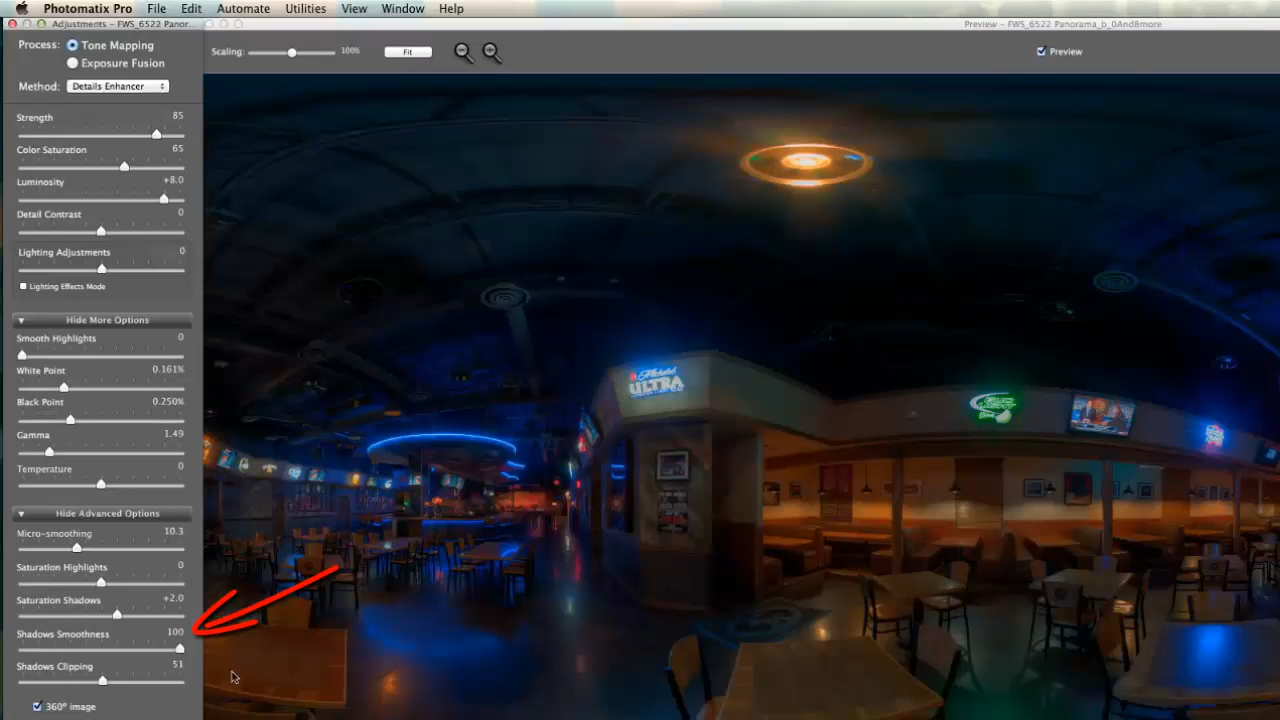 Photomatix Pro File Edit Automate Utilities View Window Help
Adjustments – FWS_6522 Panor...
Preview – FWS_6522 Panorama_b_0And8more
Process: Tone Mapping
Exposure Fusion
Method: Details Enhancer
Scaling: 100% Fit
Preview
Strength 85
Color Saturation 65
Luminosity +8.0
Detail Contrast 0
Lighting Adjustments 0
Lighting Effects Mode
Hide More Options
Smooth Highlights 0
White Point 0.161%
Black Point 0.250%
Gamma 1.49
Temperature 0
Hide Advanced Options
Micro-smoothing 10.3
Saturation Highlights 0
Saturation Shadows +2.0
Shadows Smoothness 100
Shadows Clipping 51
360° image
ULTRA